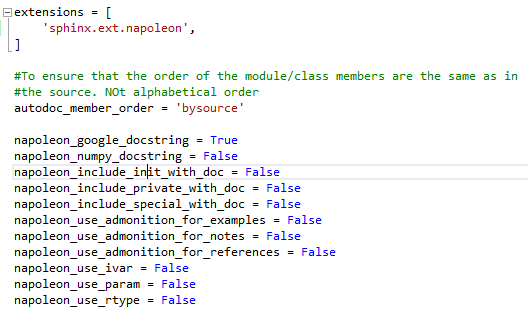 extensions = [
    'sphinx.ext.napoleon',
]
#To ensure that the order of the module/class members are the same as in
#the source. NOt alphabetical order
autodoc_member_order = 'bysource'
napoleon_google_docstring = True
napoleon_numpy_docstring = False
napoleon_include_init_with_doc = False
napoleon_include_private_with_doc = False
napoleon_include_special_with_doc = False
napoleon_use_admonition_for_examples = False
napoleon_use_admonition_for_notes = False
napoleon_use_admonition_for_references = False
napoleon_use_ivar = False
napoleon_use_param = False
napoleon_use_rtype = False